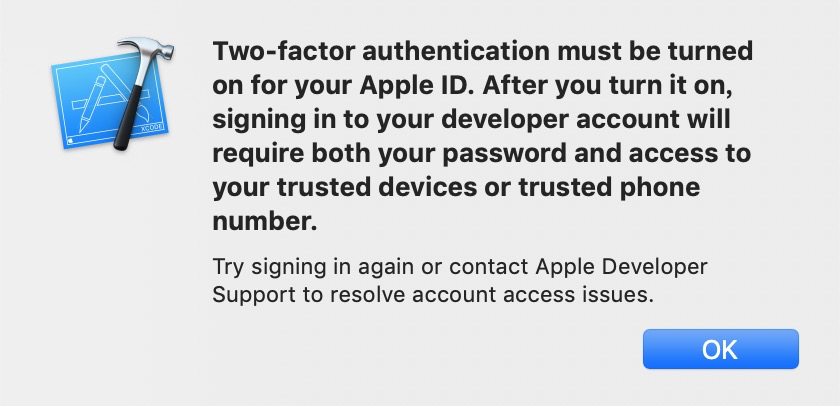 Two-factor authentication must be turned
on for your Apple ID. After you turn it on,
signing in to your developer account will
require both your password and access to
your trusted devices or trusted phone
number.
Try signing in again or contact Apple Developer
Support to resolve account access issues.
XCODE
OK